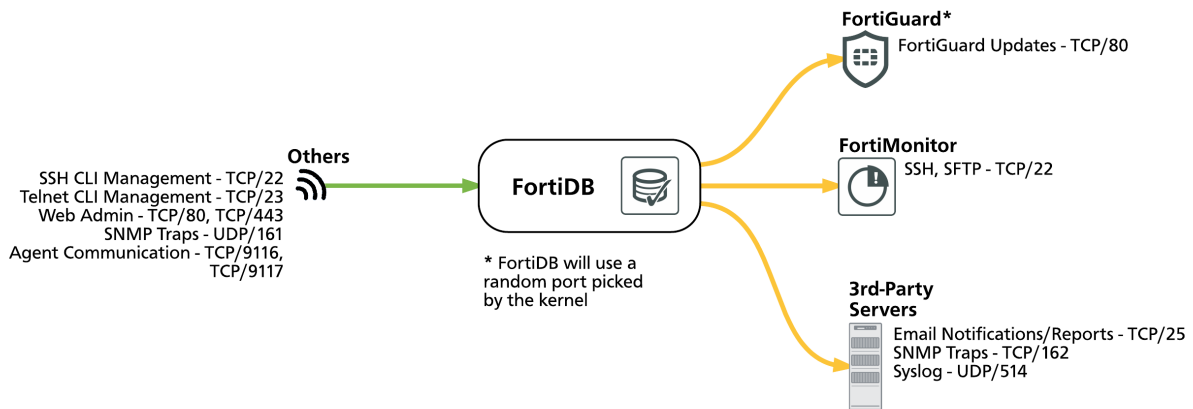 FortiGuard*
FortiGuard Updates - TCP/80
FortiMonitor
SSH, SFTP - TCP/22
Others
SSH CLI Management - TCP/22
Telnet CLI Management - TCP/23
Web Admin - TCP/80, TCP/443
SNMP Traps - UDP/161
Agent Communication - TCP/9116,
TCP/9117
FortiDB
* FortiDB will use a
random port picked
by the kernel
3rd-Party
Servers
Email Notifications/Reports - TCP/25
SNMP Traps - TCP/162
Syslog - UDP/514